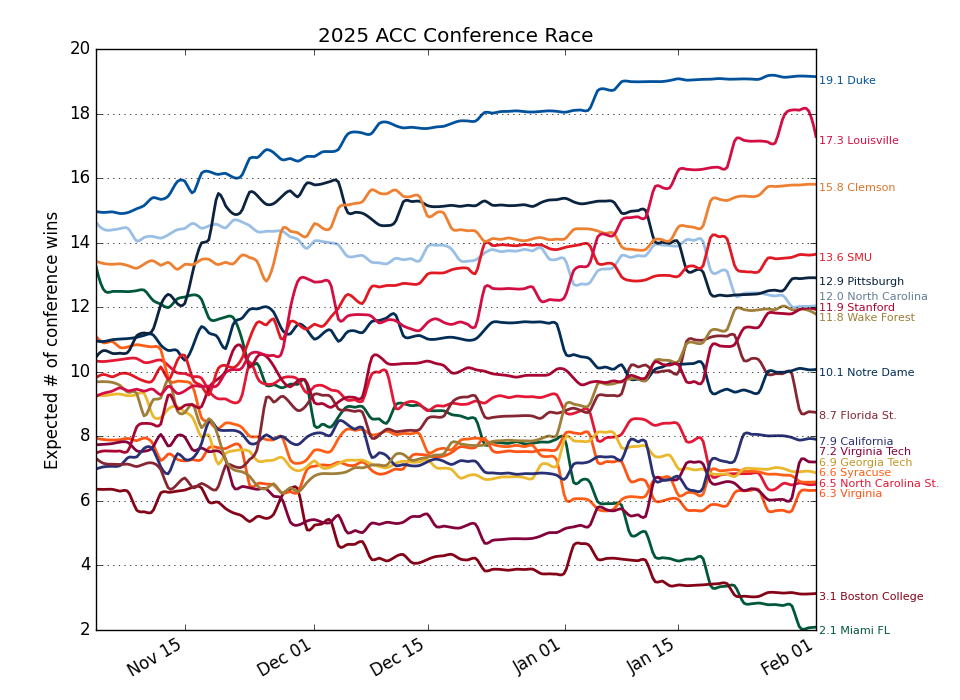 2025 ACC Conference Race
Expected # of conference wins
20
18
16
14
12
10
8
6
4
2
Nov 15
Dec 01
Dec 15
Jan 01
Jan 15
Feb 01
19.1 Duke
17.3 Louisville
15.8 Clemson
13.6 SMU
12.9 Pittsburgh
12.0 North Carolina
11.9 Stanford
11.8 Wake Forest
10.1 Notre Dame
8.7 Florida St.
7.9 California
7.2 Virginia Tech
6.9 Georgia Tech
6.6 Syracuse
6.5 North Carolina St.
6.3 Virginia
3.1 Boston College
2.1 Miami FL